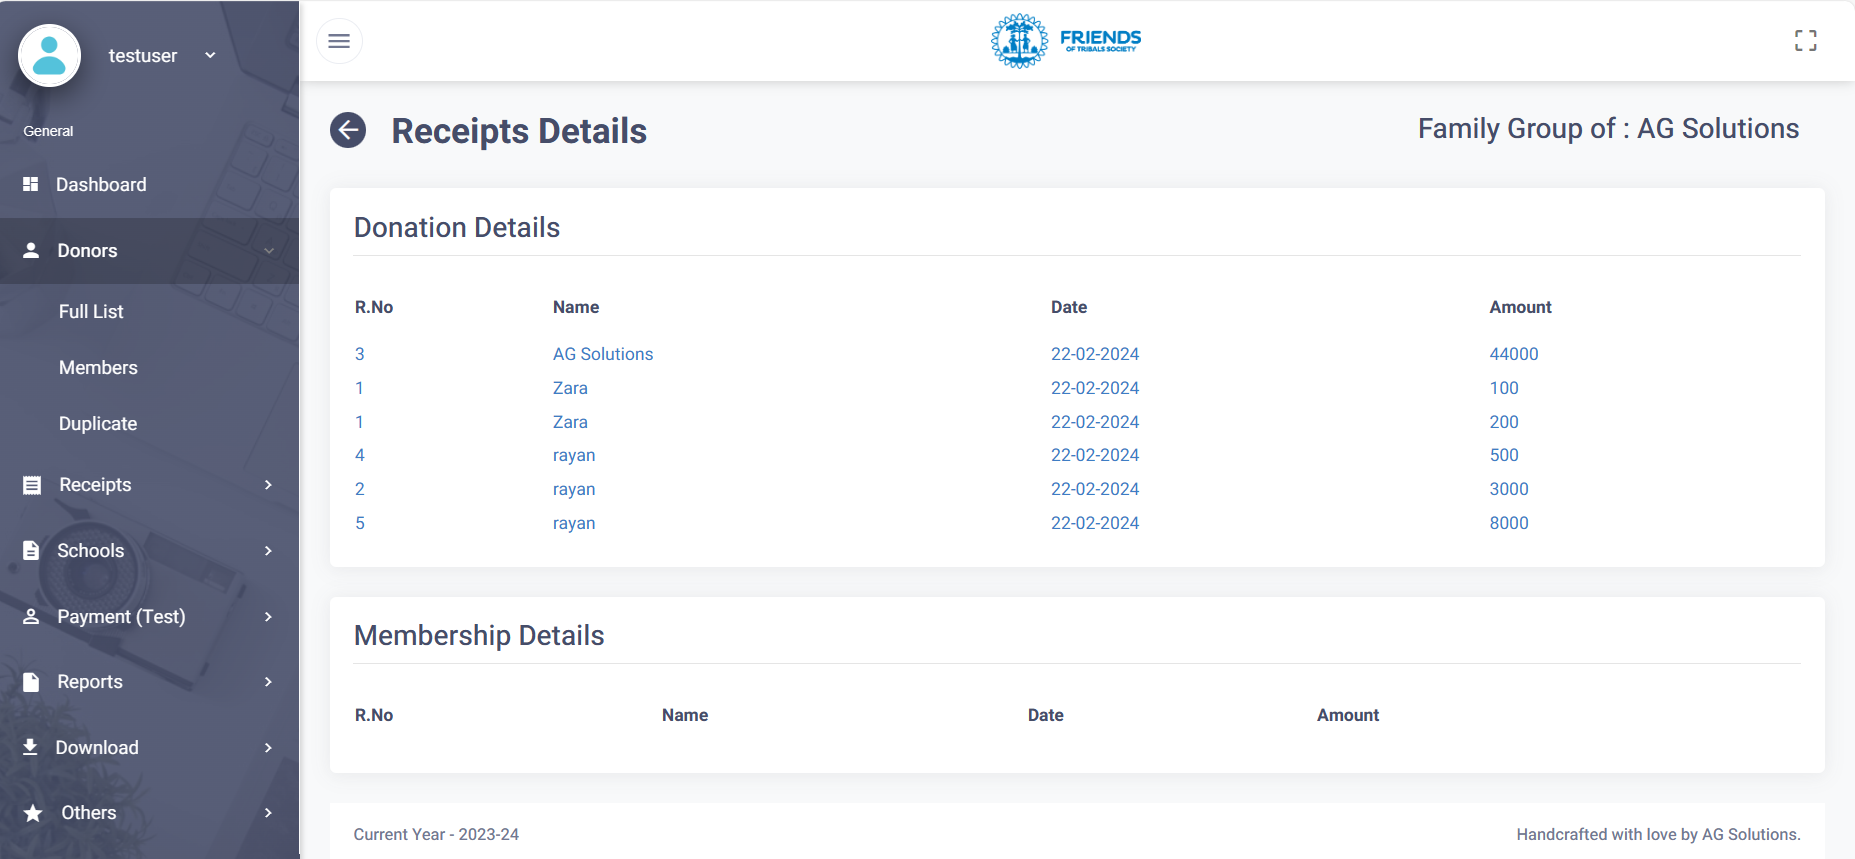 testuser
General
Dashboard
Donors
Full List
Members
Duplicate
Receipts
Schools
Payment (Test)
Reports
Download
Others
FRIENDS
OF TRIBALS SOCIETY
Receipts Details
Family Group of : AG Solutions
Donation Details
R.No Name Date Amount
3 AG Solutions 22-02-2024 44000
1 Zara 22-02-2024 100
1 Zara 22-02-2024 200
4 rayan 22-02-2024 500
2 rayan 22-02-2024 3000
5 rayan 22-02-2024 8000
Membership Details
R.No Name Date Amount
Current Year - 2023-24
Handcrafted with love by AG Solutions.